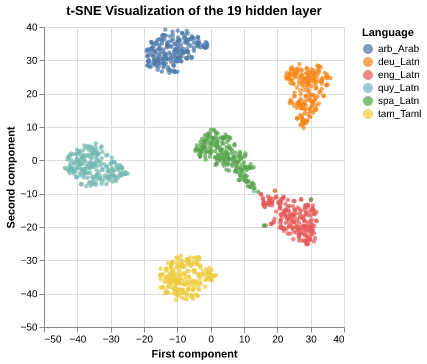 t-SNE Visualization of the 19 hidden layer
Language
arb_Arab
deu_Latn
eng_Latn
quy_Latn
spa_Latn
tam_Taml
40
30
20
10
0
−10
−20
−30
−40
−50
Second component
−50 −40 −30 −20 −10 0 10 20 30 40
First component